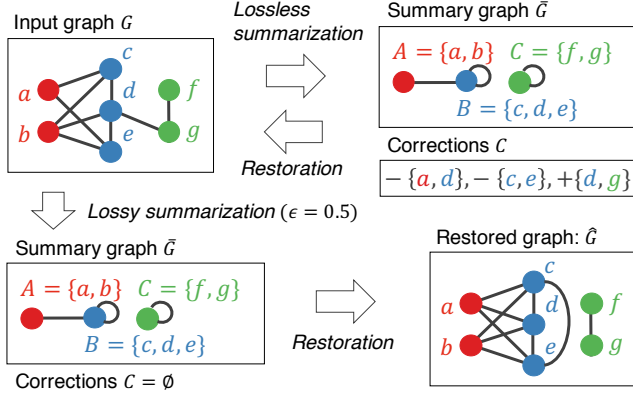 Input graph G
a
b
c
d
e
f
g
Lossless
summarization
Restoration
Summary graph Ḡ
A = {a, b} C = {f, g}
B = {c, d, e}
Corrections C
− {a, d}, − {c, e}, +{d, g}
Lossy summarization (ϵ = 0.5)
Summary graph Ḡ
A = {a, b} C = {f, g}
B = {c, d, e}
Corrections C = ∅
Restoration
Restored graph: Ĝ
a
b
c
d
e
f
g